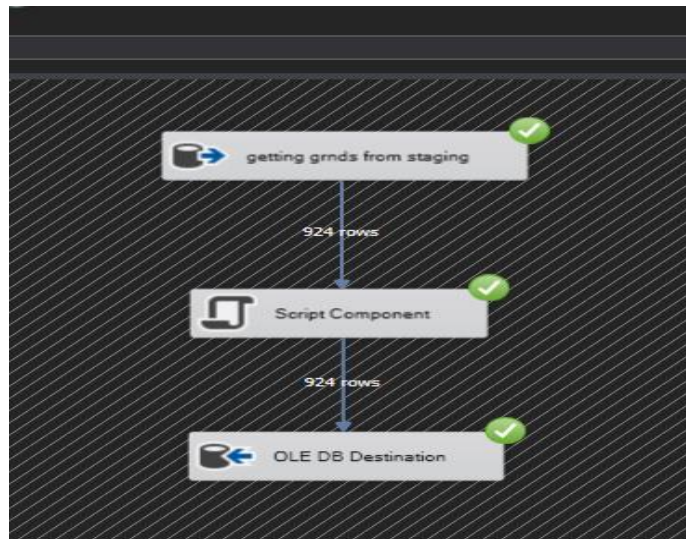 getting grnds from staging
924 rows
Script Component
924 rows
OLE DB Destination